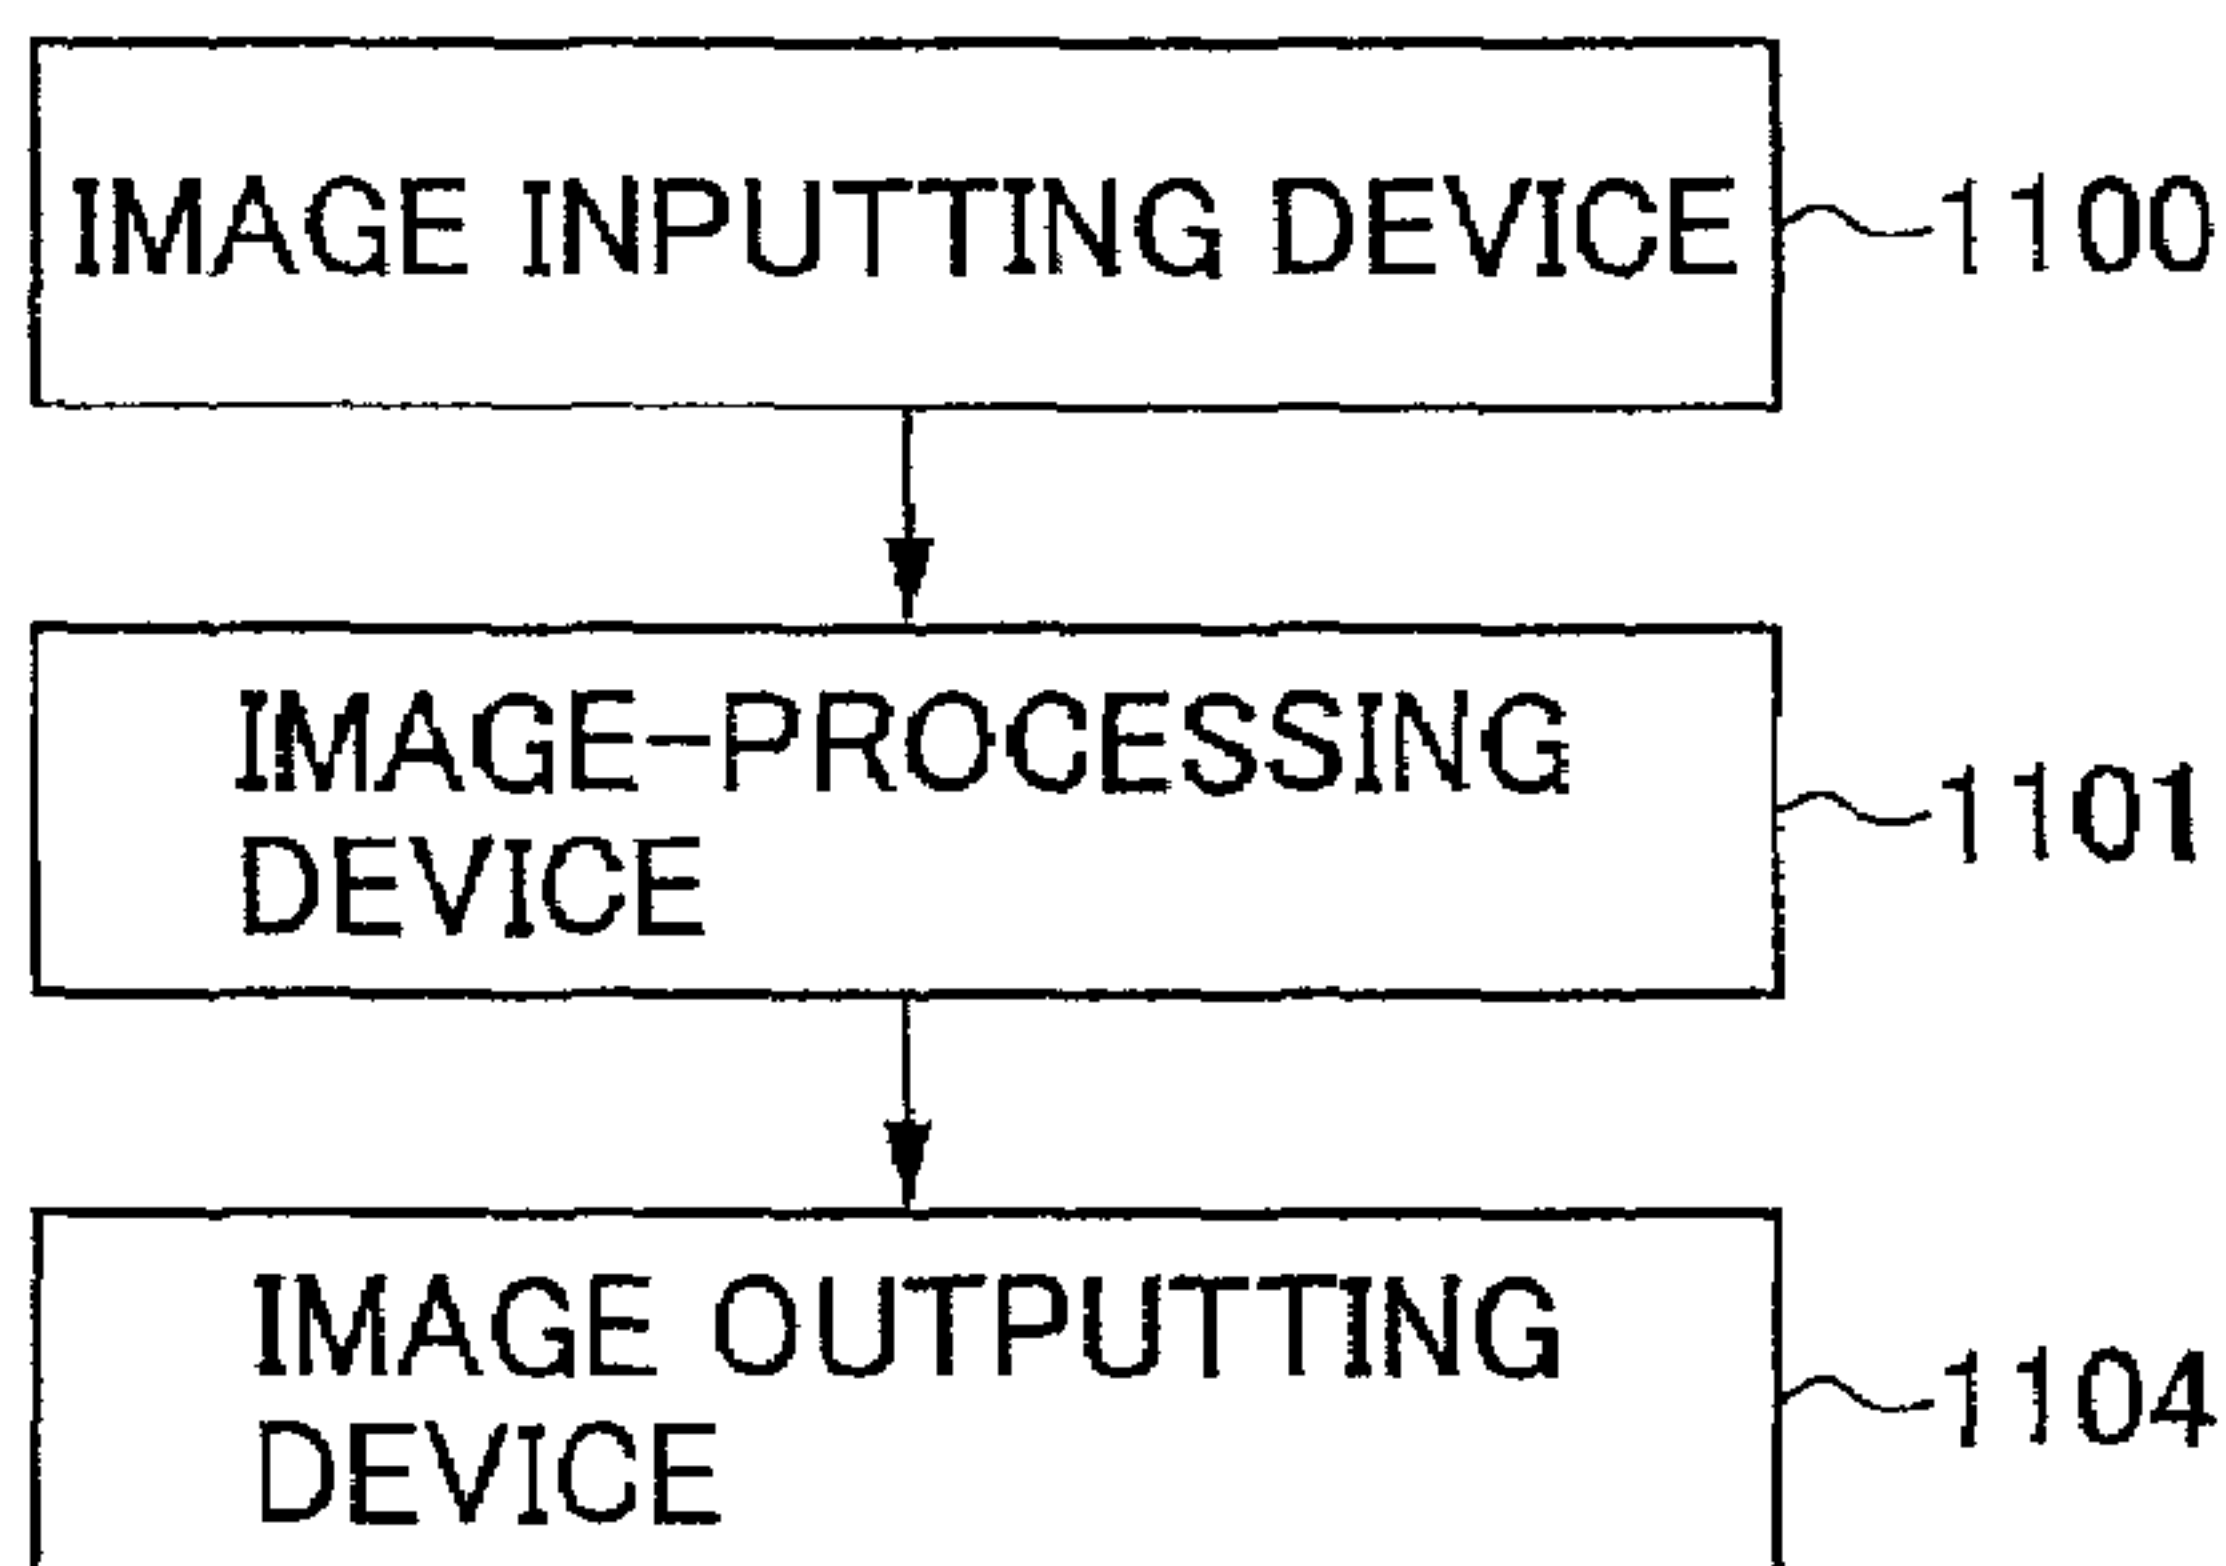 IMAGE INPUTTING DEVICE 1100
IMAGE-PROCESSING
DEVICE
1101
IMAGE OUTPUTTING
DEVICE
1104